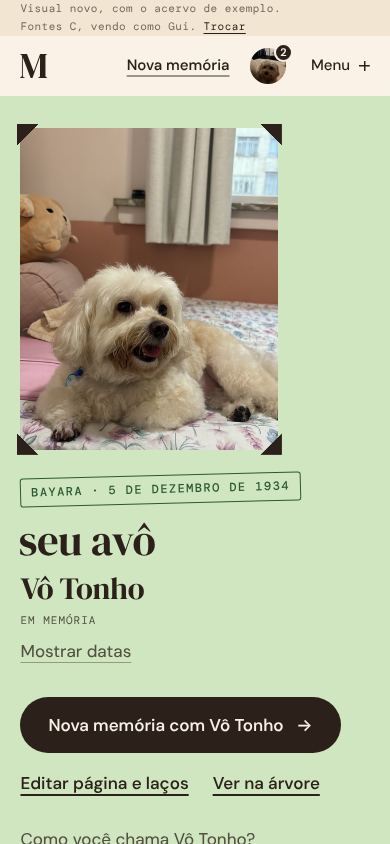 Visual novo, com o acervo de exemplo.
Fontes C, vendo como Gui. Trocar
M
Nova memória
2
Menu +
BAYARA · 5 DE DEZEMBRO DE 1934
seu avô
Vô Tonho
EM MEMÓRIA
Mostrar datas
Nova memória com Vô Tonho →
Editar página e laços
Ver na árvore
Como você chama Vô Tonho?